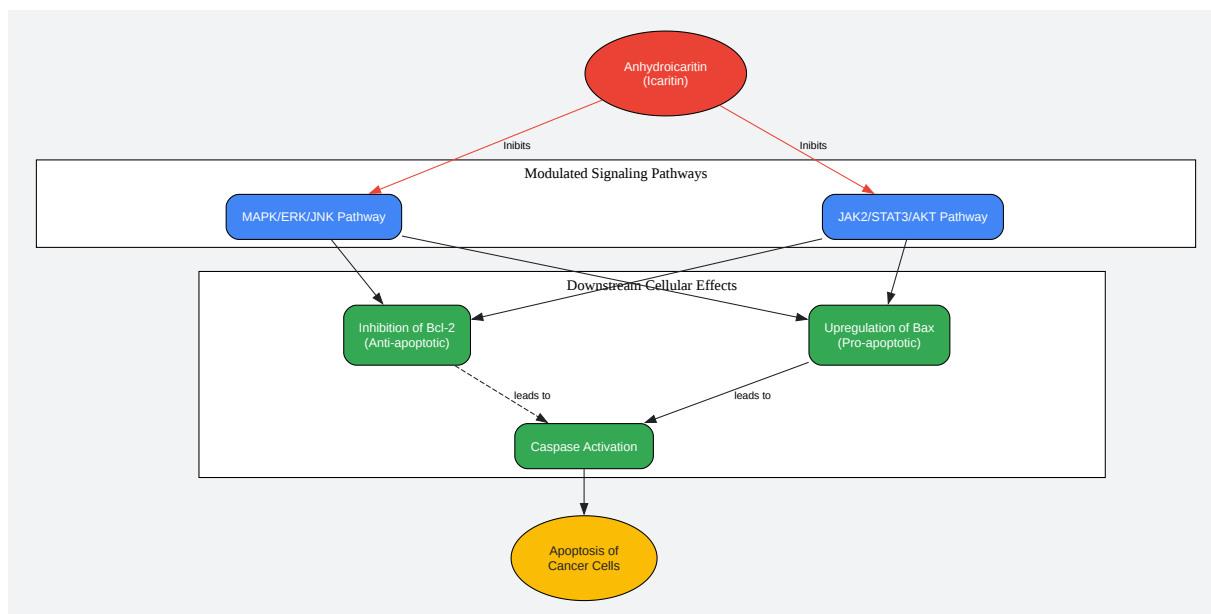 Anhydroicaritin
(Icaritin)
Inibits
Inibits
Modulated Signaling Pathways
MAPK/ERK/JNK Pathway
JAK2/STAT3/AKT Pathway
Downstream Cellular Effects
Inhibition of Bcl-2
(Anti-apoptotic)
Upregulation of Bax
(Pro-apoptotic)
leads to
leads to
Caspase Activation
Apoptosis of
Cancer Cells